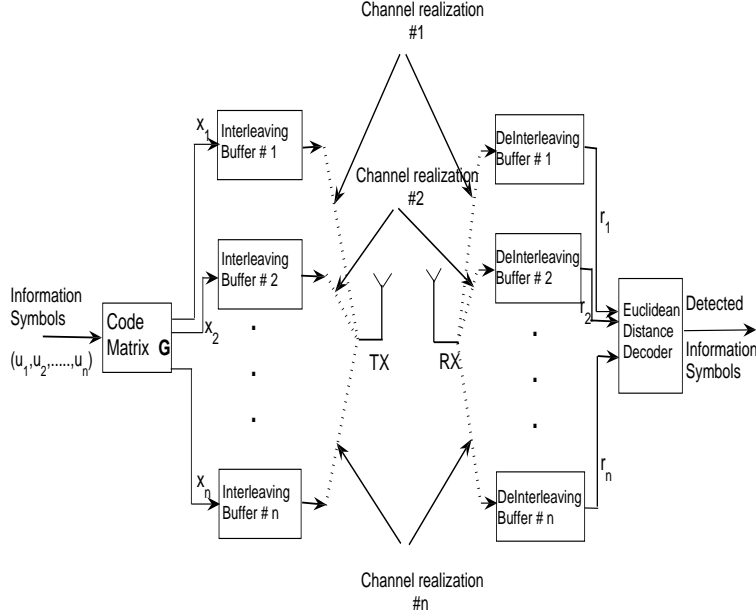 Channel realization
#1
x1
Interleaving
Buffer # 1
DeInterleaving
Buffer # 1
Channel realization
#2
r1
Interleaving
Buffer # 2
DeInterleaving
Buffer # 2
Information
Symbols
(u1,u2,.....,un)
Code
Matrix G
x2
TX
RX
r2
Euclidean
Distance
Decoder
Detected
Information
Symbols
xn
Interleaving
Buffer # n
DeInterleaving
Buffer # n
rn
Channel realization
#n